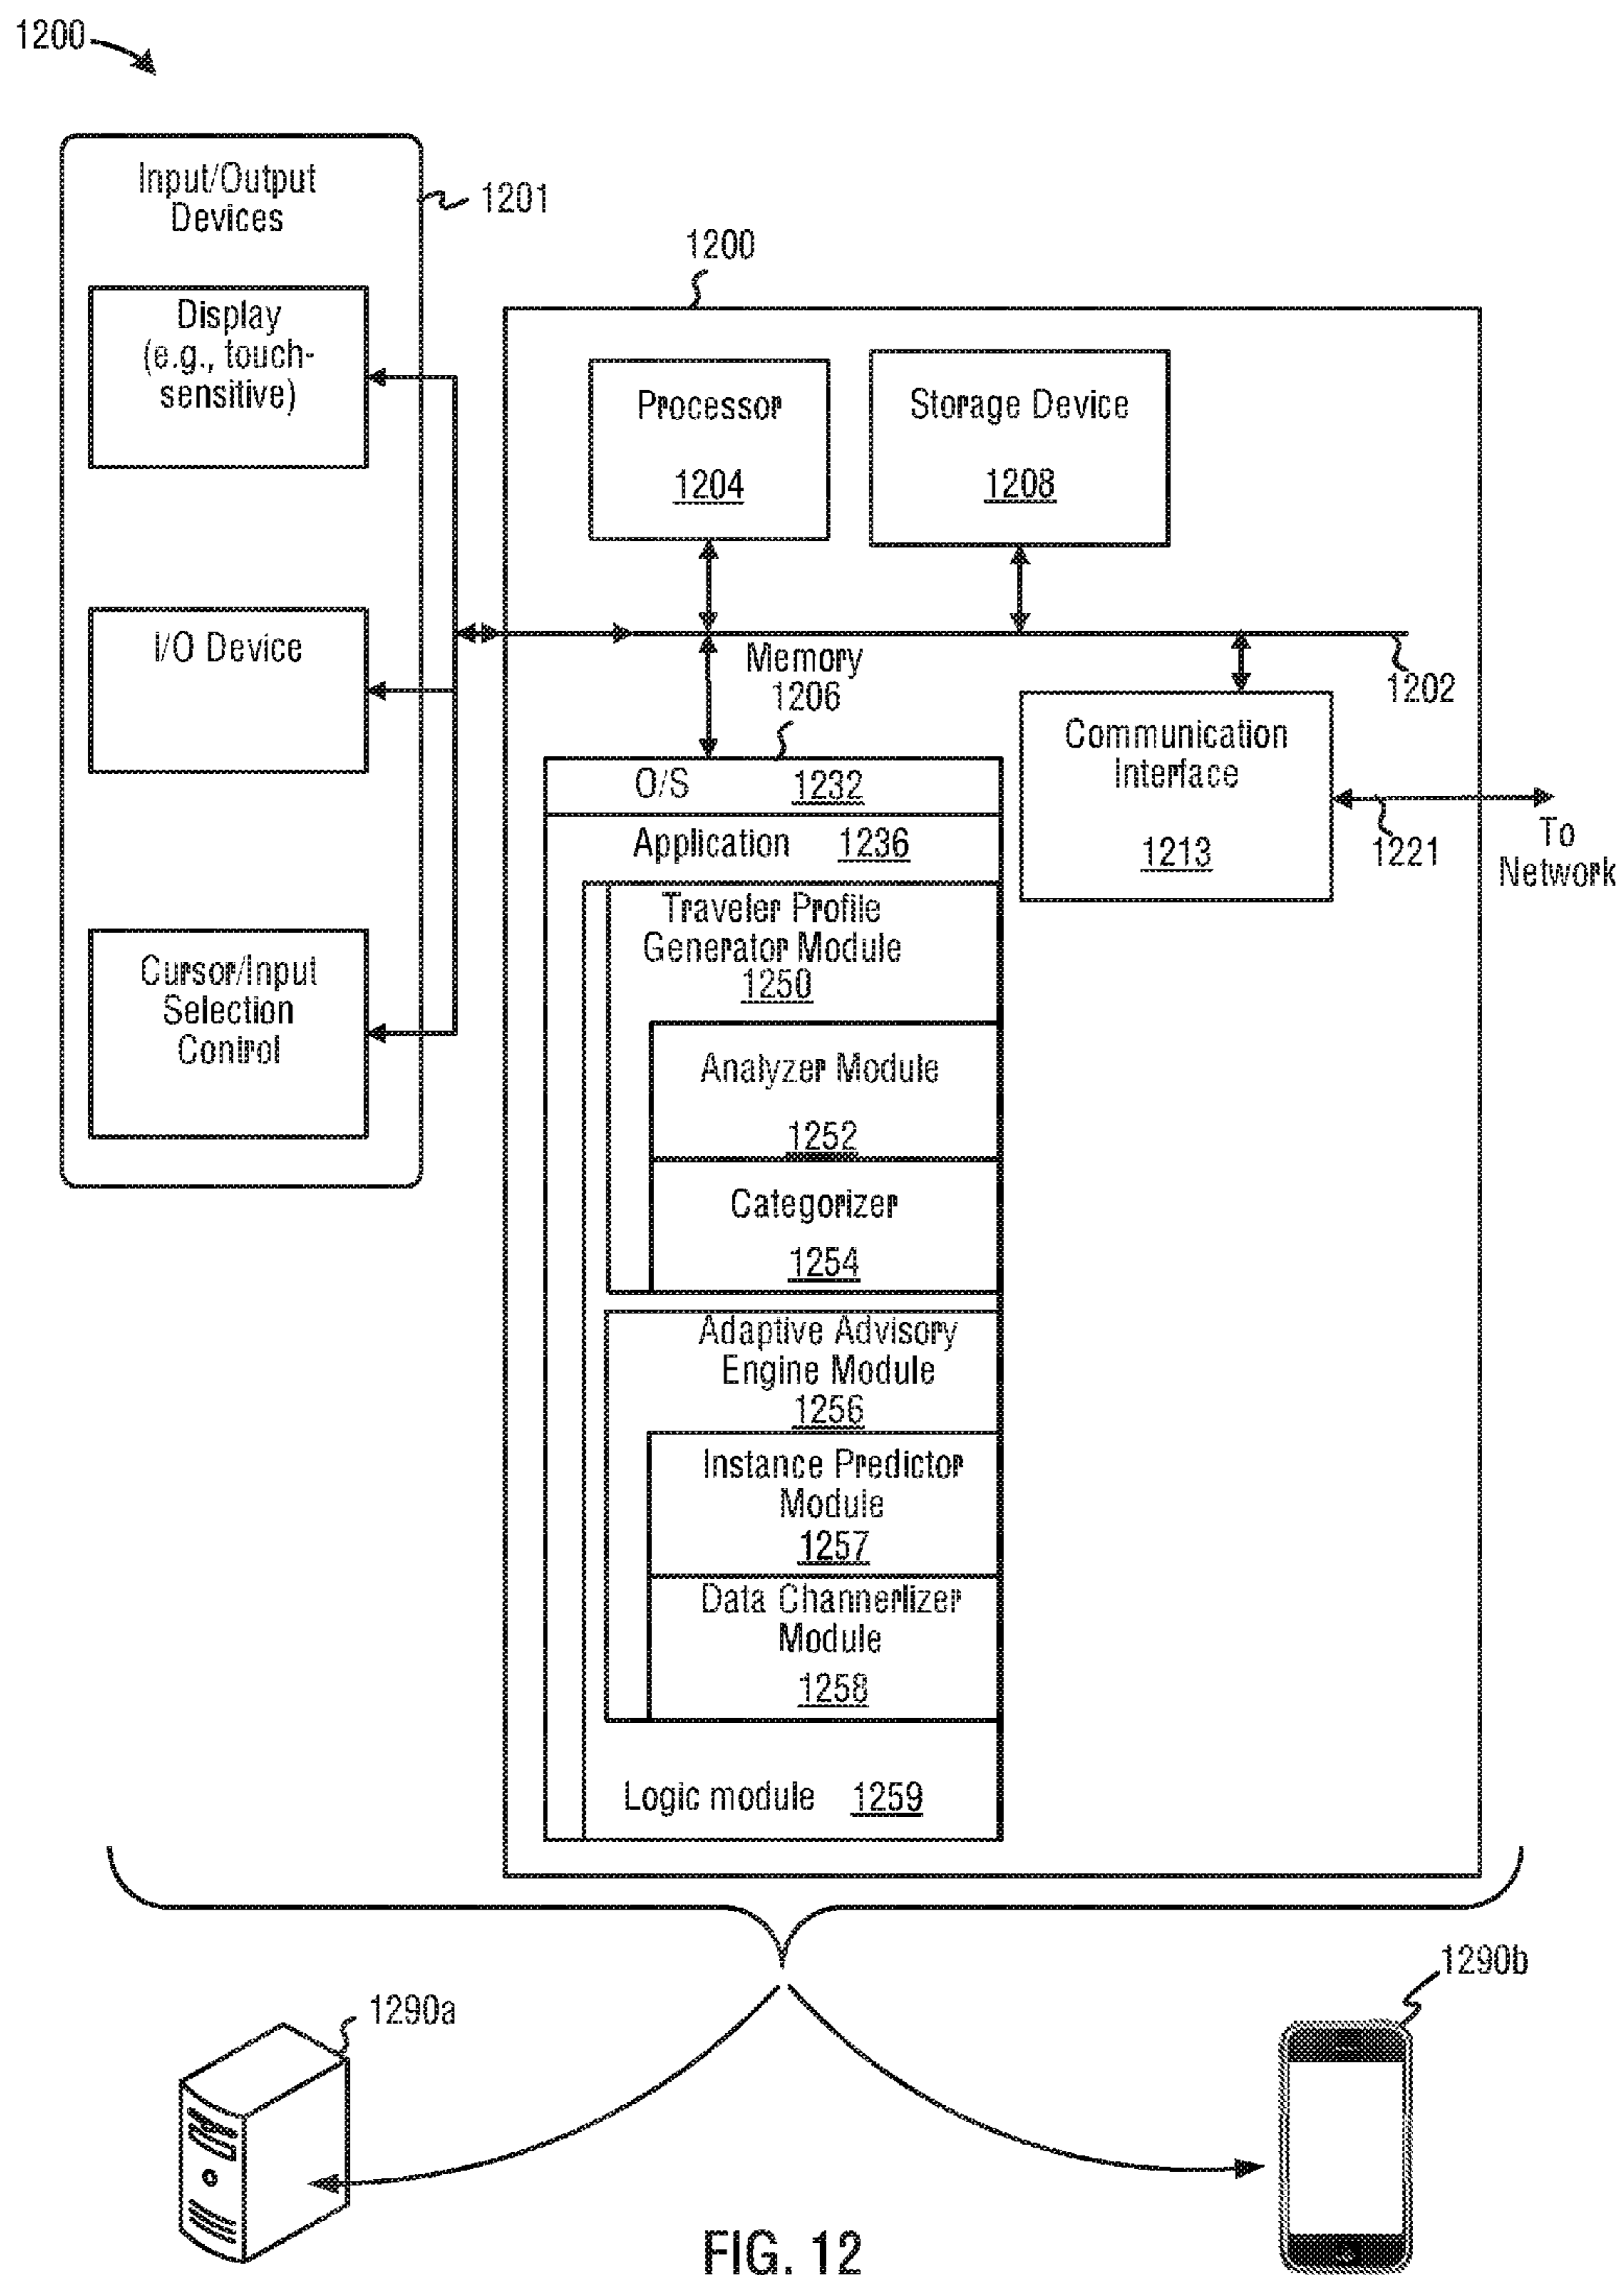 1200
Input/Output
Devices
1201
Display
(e.g., touch-
sensitive)
I/O Device
Cursor/Input
Selection
Control
1200
Processor
1204
Storage Device
1208
Memory
1206
1202
Communication
Interface
1213
1221
To
Network
O/S 1232
Application 1236
Traveler Profile
Generator Module
1250
Analyzer Module
1252
Categorizer
1254
Adaptive Advisory
Engine Module
1256
Instance Predictor
Module
1257
Data Channerlizer
Module
1258
Logic module 1259
1290a
1290b
FIG. 12